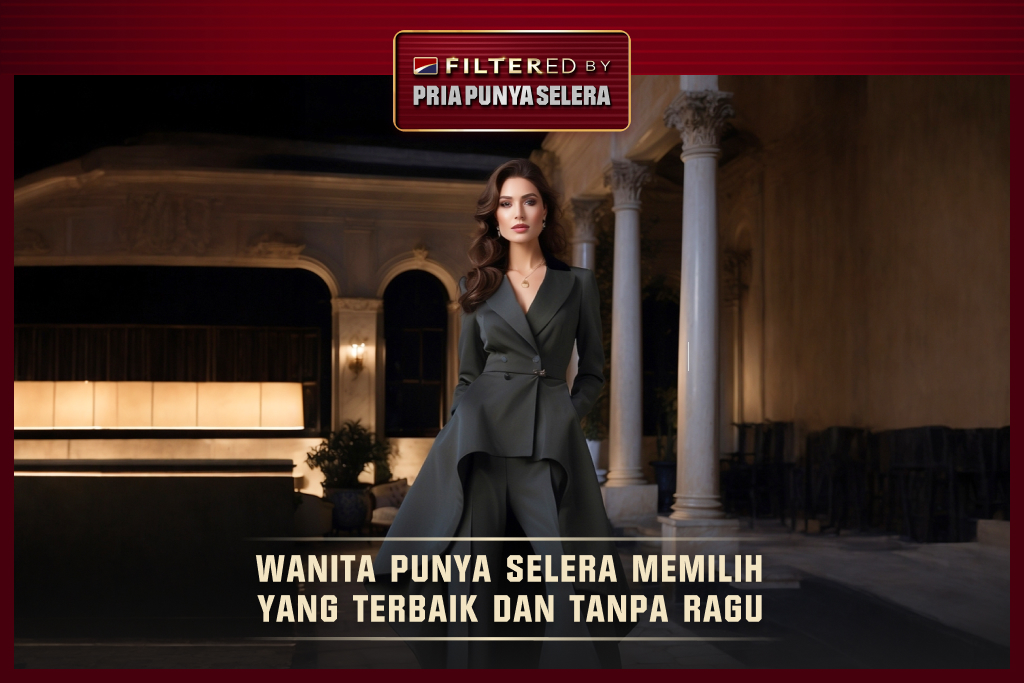 FILTERED BY
PRIA PUNYA SELERA
WANITA PUNYA SELERA MEMILIH
YANG TERBAIK DAN TANPA RAGU